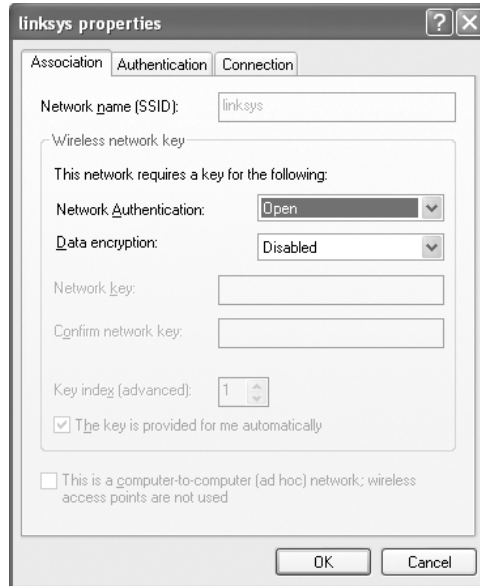 linksys properties
Association Authentication Connection
Network name (SSID): linksys
Wireless network key
This network requires a key for the following:
Network Authentication: Open
Data encryption: Disabled
Network key:
Confirm network key:
Key index (advanced): 1
The key is provided for me automatically
This is a computer-to-computer (ad hoc) network; wireless
access points are not used
OK Cancel